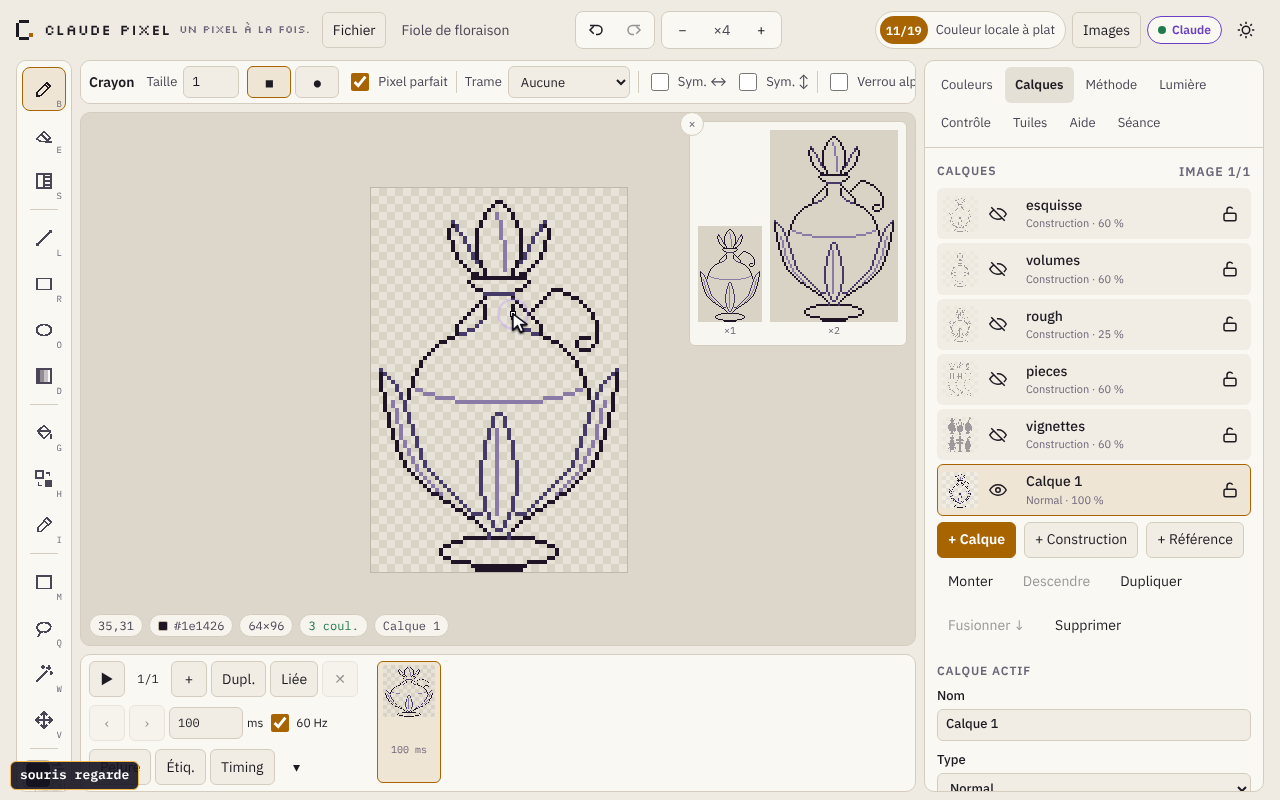 CLAUDE PIXEL UN PIXEL À LA FOIS. Fichier Fiole de floraison − ×4 + 11/19 Couleur locale à plat Images Claude
Crayon Taille 1 Pixel parfait Trame Aucune Sym. ↔ Sym. ↕ Verrou alp
B
E
S
L
R
O
D
G
H
I
M
Q
W
V
×1 ×2
35,31 #1e1426 64×96 3 coul. Calque 1
1/1 + Dupl. Liée ×
‹ › 100 ms 60 Hz
Étiq. Timing ▼
100 ms
souris regarde
Couleurs Calques Méthode Lumière
Contrôle Tuiles Aide Séance
CALQUES IMAGE 1/1
esquisse
Construction · 60 %
volumes
Construction · 60 %
rough
Construction · 25 %
pieces
Construction · 60 %
vignettes
Construction · 60 %
Calque 1
Normal · 100 %
+ Calque + Construction + Référence
Monter Descendre Dupliquer
Fusionner ↓ Supprimer
CALQUE ACTIF
Nom
Calque 1
Type
Normal